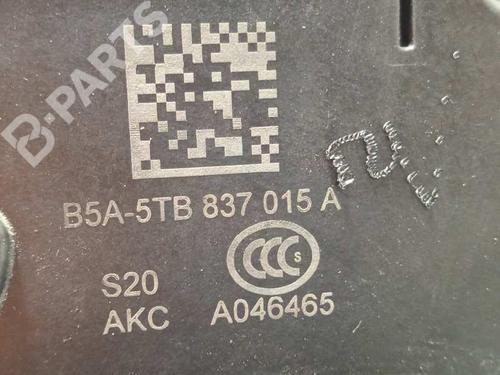 B-PARTS
B5A-5TB 837 015 A
CCC S
S20
AKC A046465